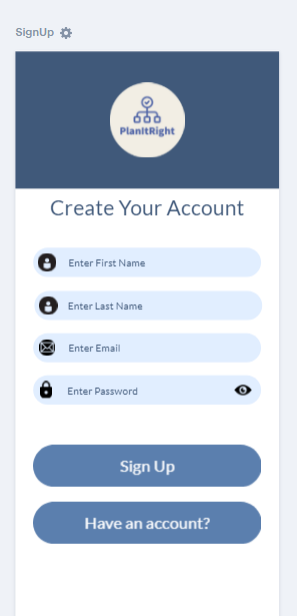 SignUp
PlanItRight
Create Your Account
Enter First Name
Enter Last Name
Enter Email
Enter Password
Sign Up
Have an account?